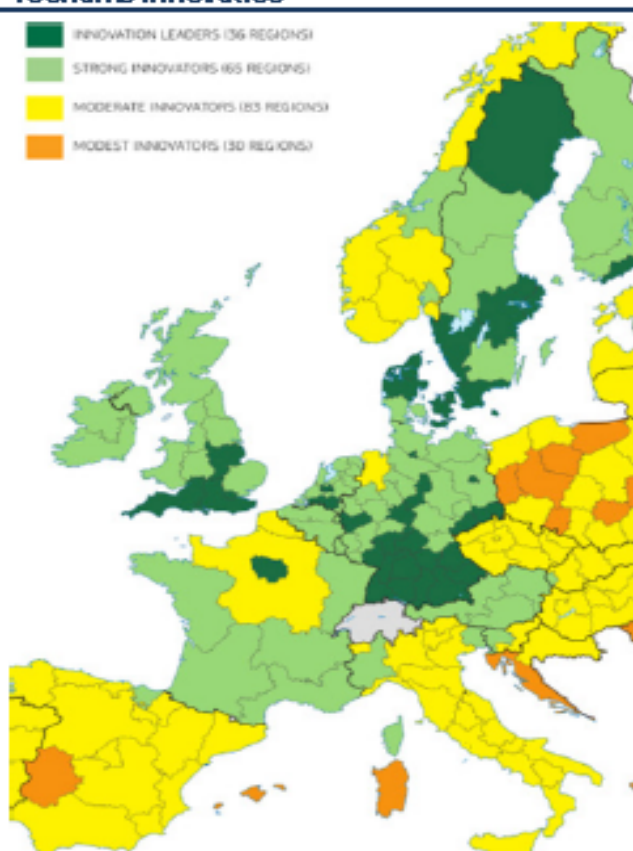 INNOVATION LEADERS (36 REGIONS)
STRONG INNOVATORS (65 REGIONS)
MODERATE INNOVATORS (83 REGIONS)
MODEST INNOVATORS (30 REGIONS)